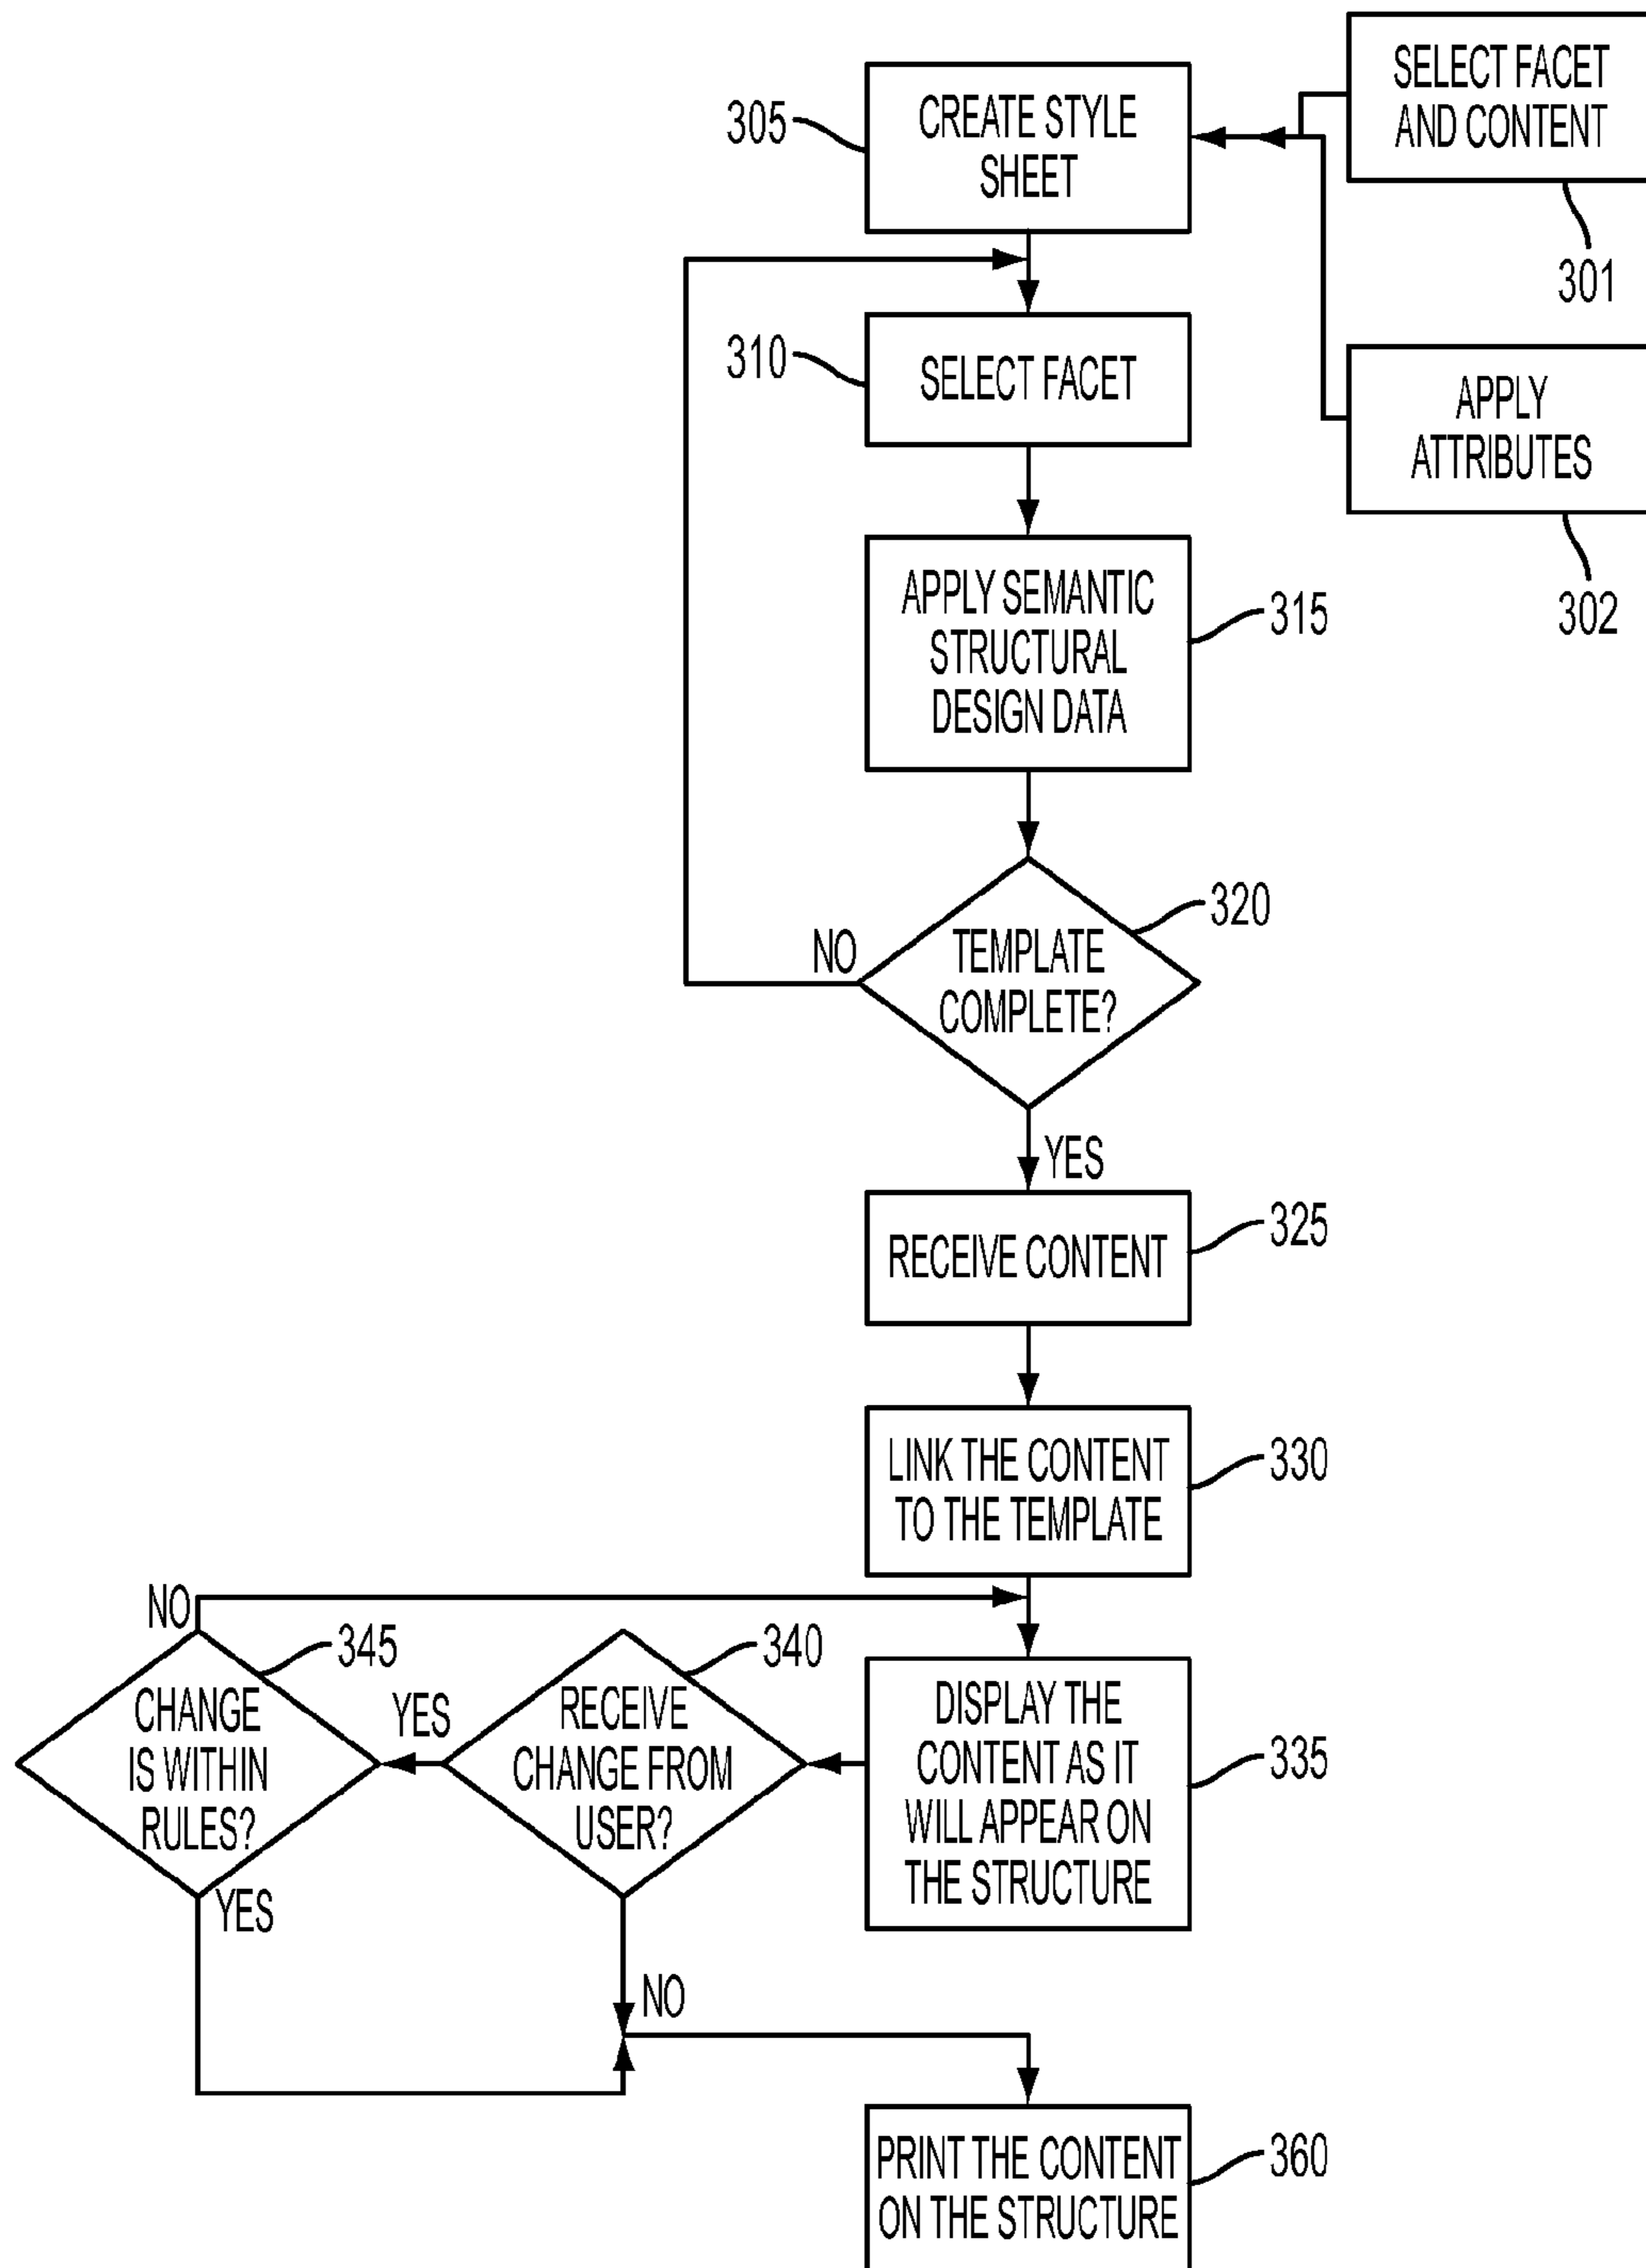 SELECT FACET
AND CONTENT
301
305
CREATE STYLE
SHEET
310
SELECT FACET
APPLY
ATTRIBUTES
302
APPLY SEMANTIC
STRUCTURAL
DESIGN DATA
315
320
NO
TEMPLATE
COMPLETE?
YES
RECEIVE CONTENT
325
LINK THE CONTENT
TO THE TEMPLATE
330
NO
345
CHANGE
IS WITHIN
RULES?
YES
YES
340
RECEIVE
CHANGE FROM
USER?
NO
DISPLAY THE
CONTENT AS IT
WILL APPEAR ON
THE STRUCTURE
335
PRINT THE CONTENT
ON THE STRUCTURE
360